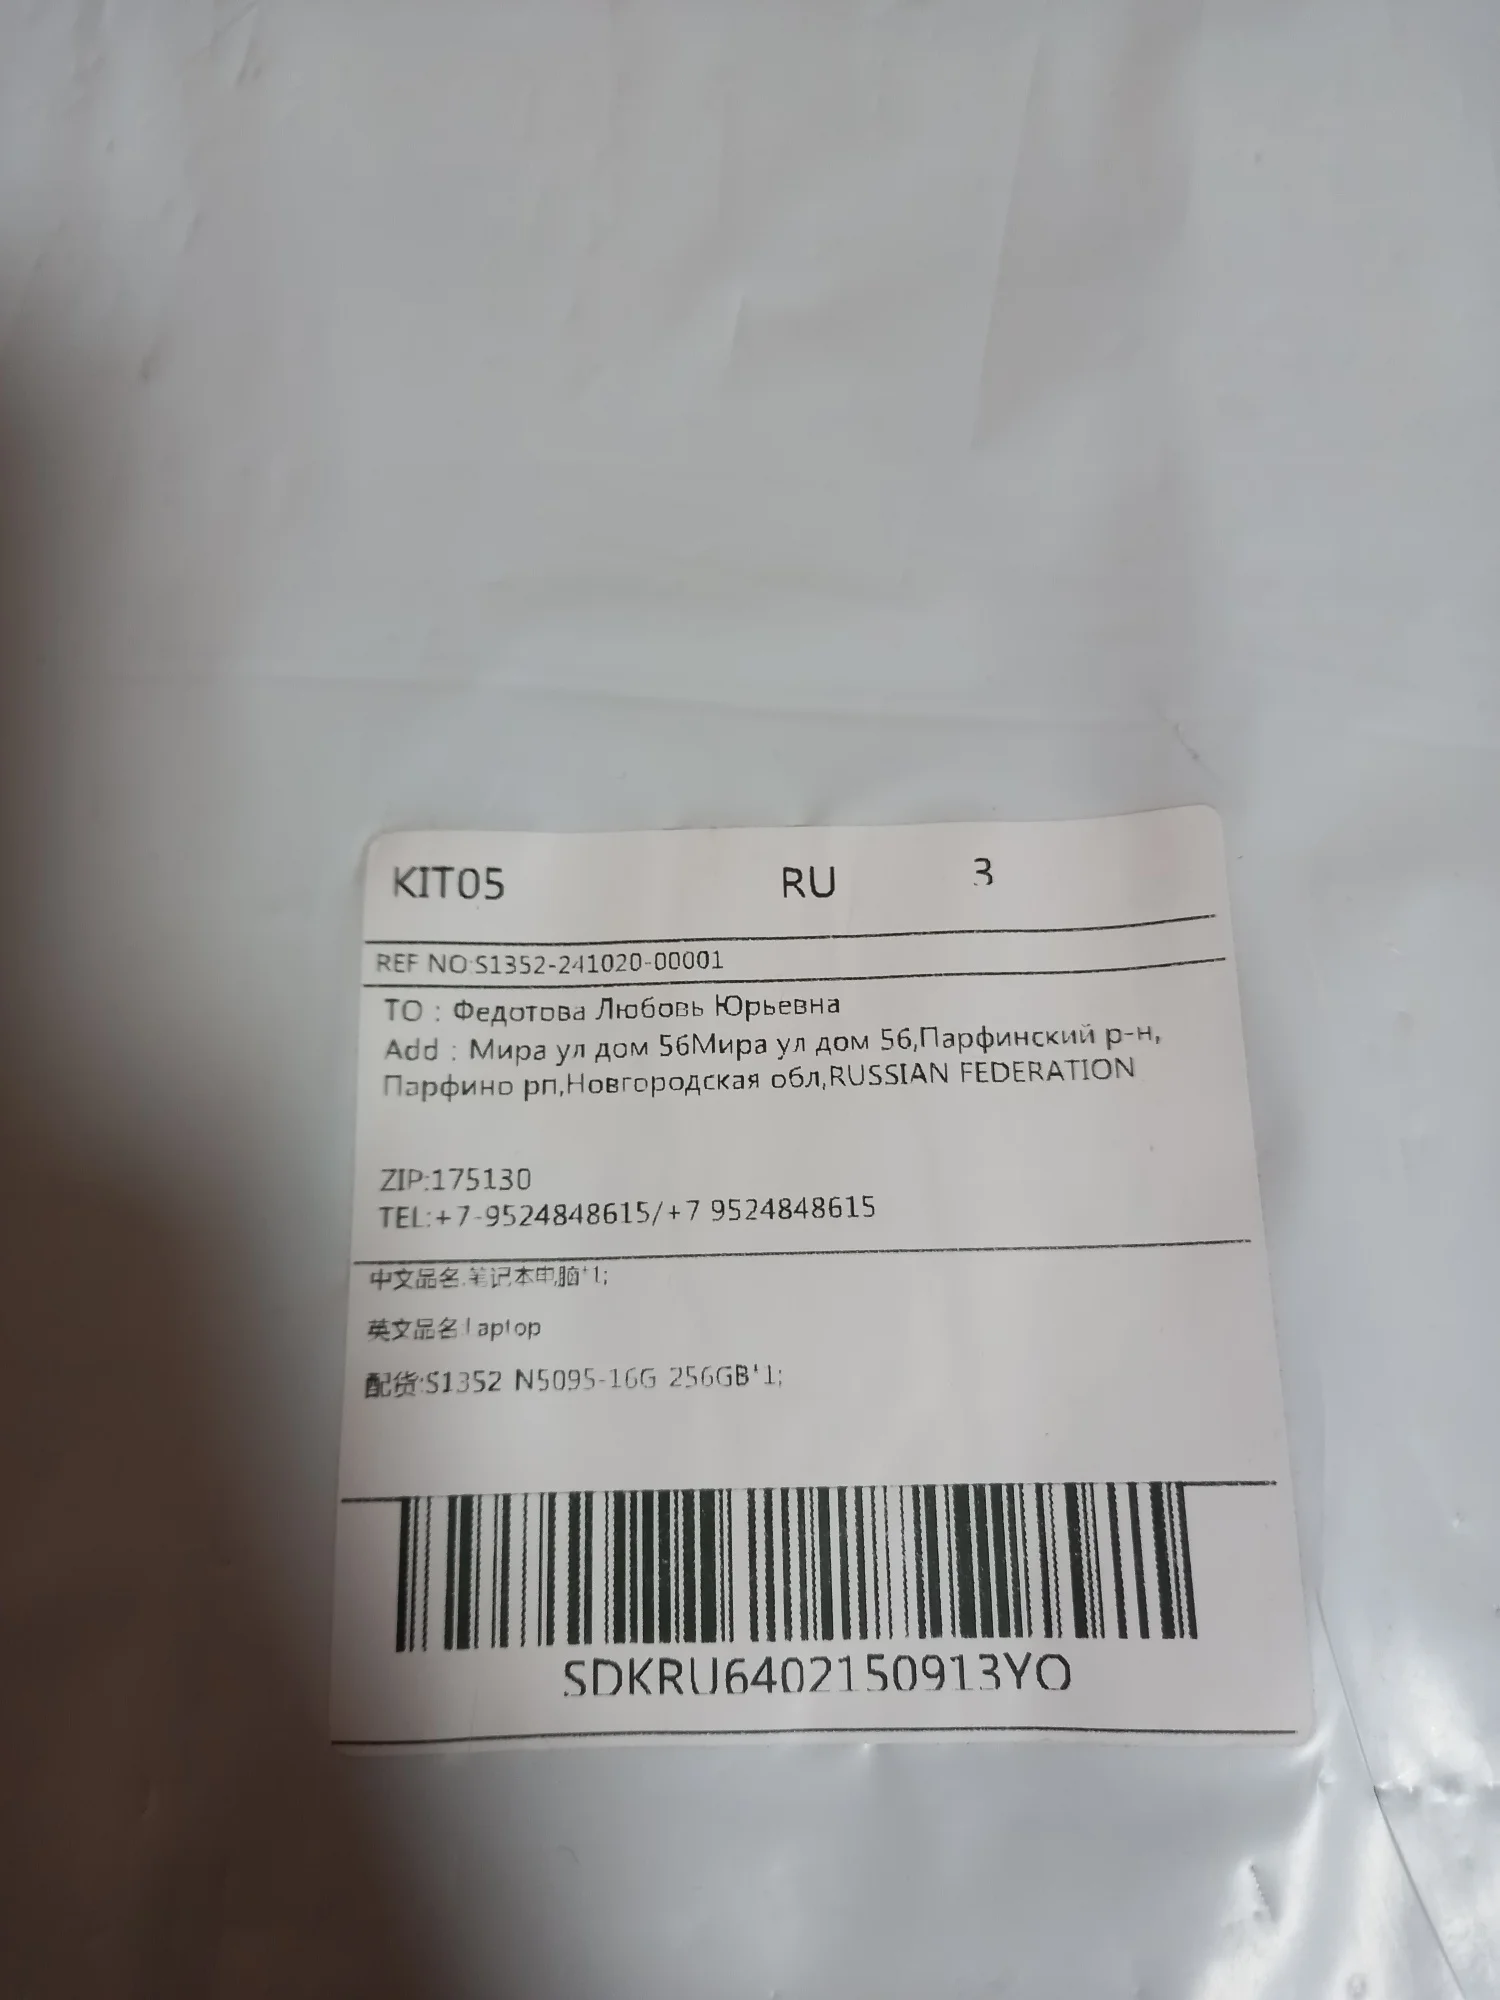 KIT05 RU 3
REF NO:S1352-241020-00001
TO : Федотова Любовь Юрьевна
Add : Мира ул дом 56Мира ул дом 56,Парфинский р-н,
Парфино рп,Новгородская обл,RUSSIAN FEDERATION
ZIP:175130
TEL:+7-9524848615/+7 9524848615
中文品名:笔记本电脑*1;
英文品名:laptop
配货:S1352 N5095-16G 256GB*1;
SDKRU6402150913YQ